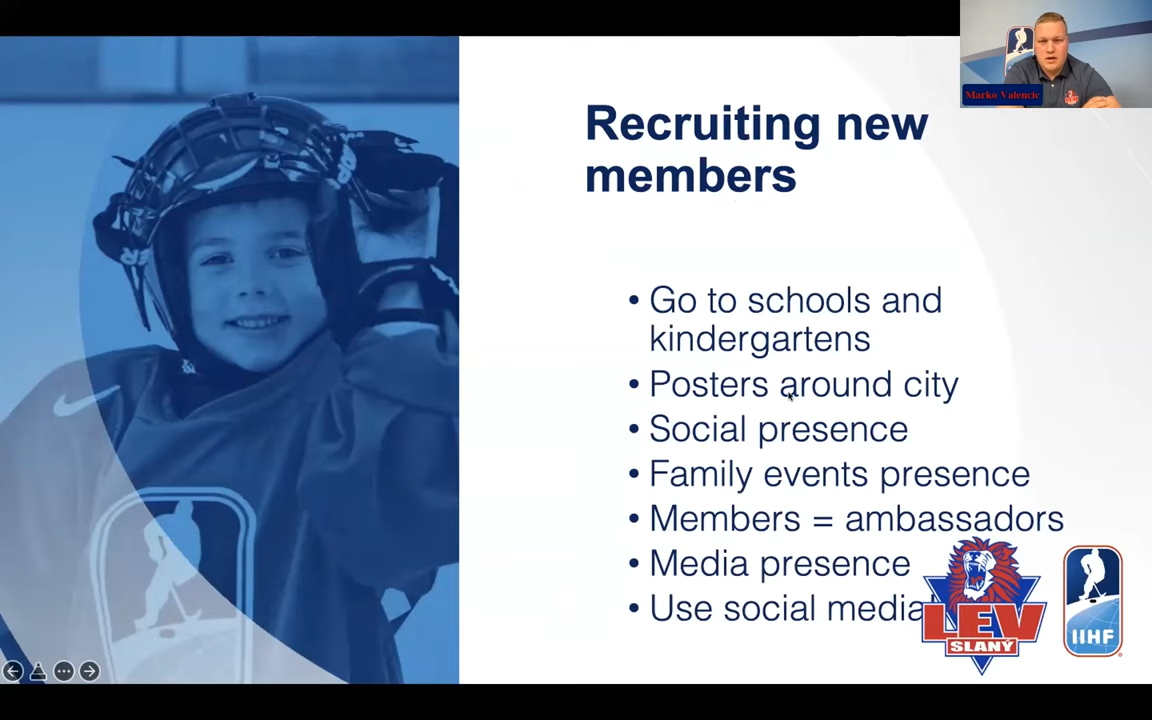 Marko Valencic
Recruiting new
members
• Go to schools and
kindergartens
• Posters around city
• Social presence
• Family events presence
• Members = ambassadors
• Media presence
• Use social media
LEV
SLANÝ
IIHF